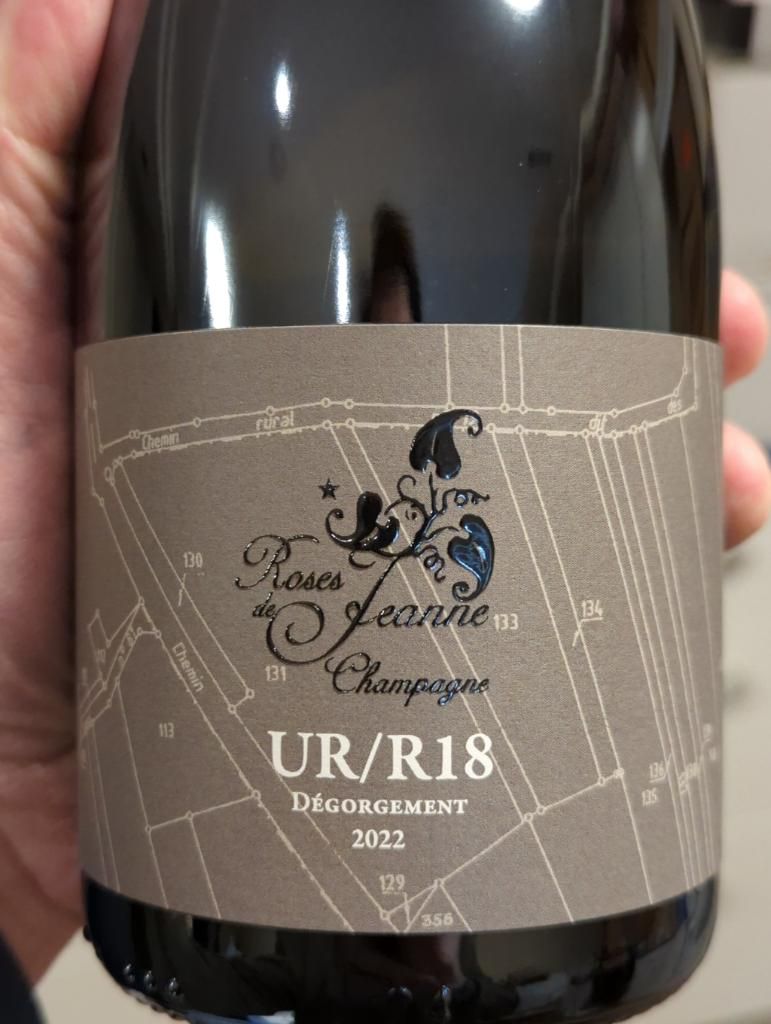 Chemin
rural
dit
des
130
Roses
de Jeanne
133
134
Chemin
131
Champagne
113
UR/R18
136
135
DÉGORGEMENT
2022
129
356